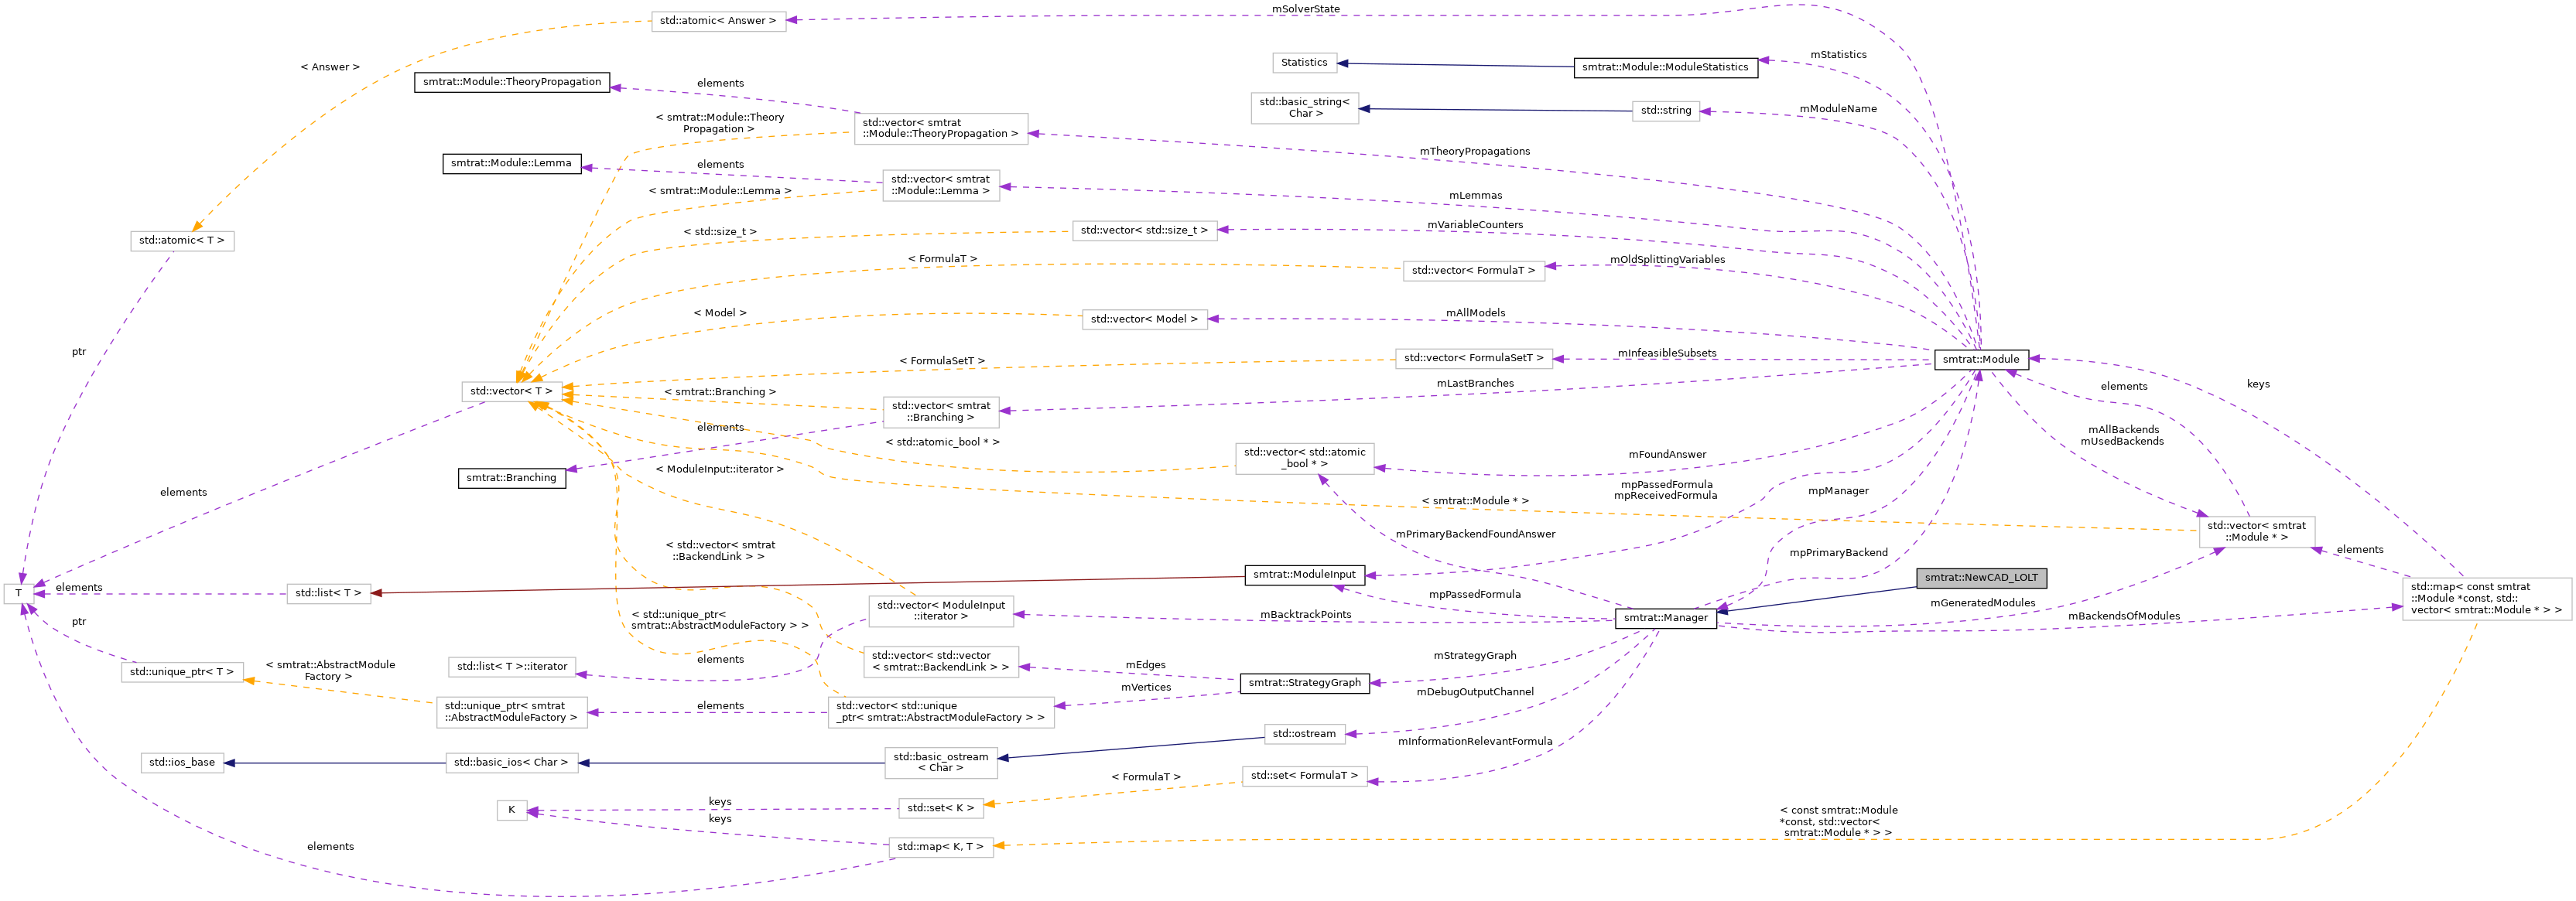 mSolverState
std::atomic< Answer >
mStatistics
Statistics
smtrat::Module::ModuleStatistics
< Answer >
smtrat::Module::TheoryPropagation
elements
std::basic_string<
Char >
std::string
mModuleName
< smtrat::Module::Theory
Propagation >
std::vector< smtrat
::Module::TheoryPropagation >
mTheoryPropagations
smtrat::Module::Lemma
elements
std::vector< smtrat
::Module::Lemma >
< smtrat::Module::Lemma >
mLemmas
std::atomic< T >
< std::size_t >
std::vector< std::size_t >
mVariableCounters
< FormulaT >
std::vector< FormulaT >
mOldSplittingVariables
< Model >
std::vector< Model >
mAllModels
ptr
< FormulaSetT >
std::vector< FormulaSetT >
mInfeasibleSubsets
smtrat::Module
keys
elements
std::vector< T >
< smtrat::Branching >
mLastBranches
std::vector< smtrat
::Branching >
elements
< std::atomic_bool * >
mAllBackends
mUsedBackends
std::vector< std::atomic
_bool * >
mFoundAnswer
smtrat::Branching
< ModuleInput::iterator >
elements
mpPassedFormula
mpReceivedFormula
mpManager
< smtrat::Module * >
std::vector< smtrat
::Module * >
mPrimaryBackendFoundAnswer
< std::vector< smtrat
::BackendLink > >
mpPrimaryBackend
elements
T
elements
std::list< T >
smtrat::ModuleInput
smtrat::NewCAD_LOLT
std::map< const smtrat
::Module *const, std::
vector< smtrat::Module * > >
mpPassedFormula
mGeneratedModules
ptr
< std::unique_ptr<
smtrat::AbstractModuleFactory > >
std::vector< ModuleInput
::iterator >
mBacktrackPoints
smtrat::Manager
mBackendsOfModules
std::unique_ptr< T >
< smtrat::AbstractModule
Factory >
std::list< T >::iterator
elements
std::vector< std::vector
< smtrat::BackendLink > >
mEdges
mStrategyGraph
smtrat::StrategyGraph
mVertices
mDebugOutputChannel
std::unique_ptr< smtrat
::AbstractModuleFactory >
elements
std::vector< std::unique
_ptr< smtrat::AbstractModuleFactory > >
std::ostream
mInformationRelevantFormula
std::ios_base
std::basic_ios< Char >
std::basic_ostream
< Char >
< FormulaT >
std::set< FormulaT >
K
keys
std::set< K >
keys
elements
std::map< K, T >
< const smtrat::Module
*const, std::vector<
smtrat::Module * > >